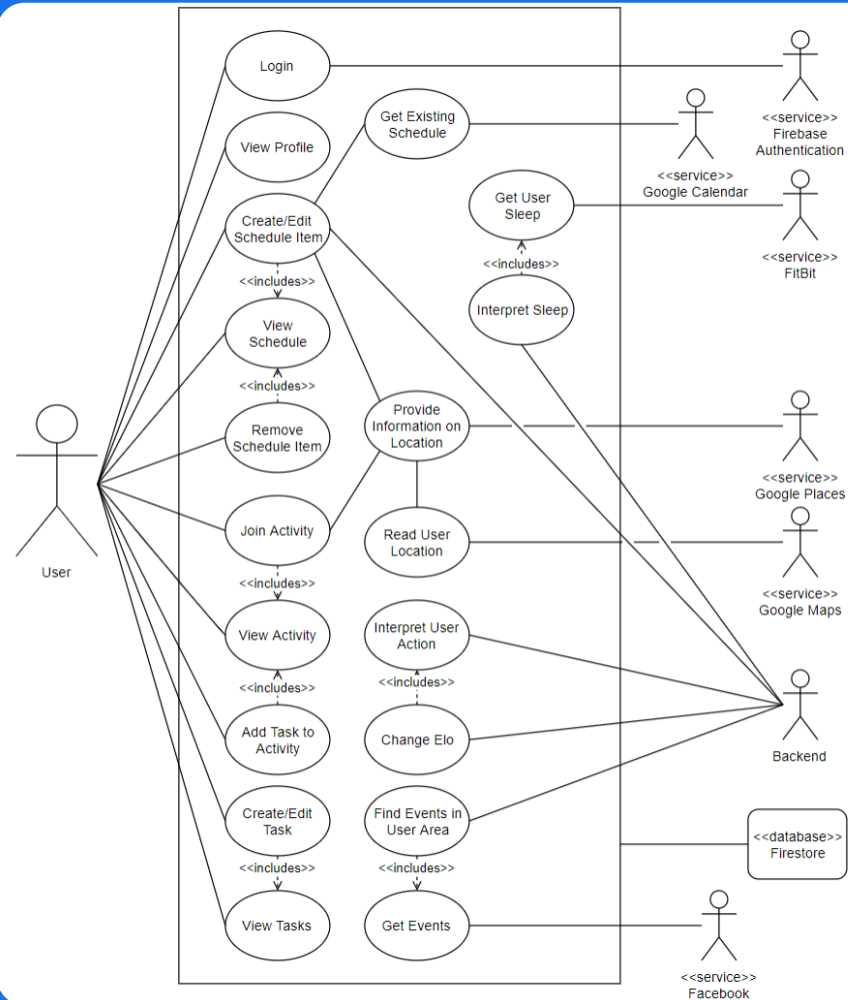 Login
<<service>>
Firebase
Authentication
Get Existing
Schedule
<<service>>
Google Calendar
View Profile
Get User
Sleep
<<service>>
FitBit
Create/Edit
Schedule Item
<<includes>>
<<includes>>
View
Schedule
Interpret Sleep
<<includes>>
Remove
Schedule Item
Provide
Information on
Location
<<service>>
Google Places
User
Join Activity
Read User
Location
<<service>>
Google Maps
<<includes>>
View Activity
Interpret User
Action
<<includes>>
<<includes>>
Add Task to
Activity
Change Elo
Backend
Create/Edit
Task
Find Events in
User Area
<<database>>
Firestore
<<includes>>
<<includes>>
View Tasks
Get Events
<<service>>
Facebook